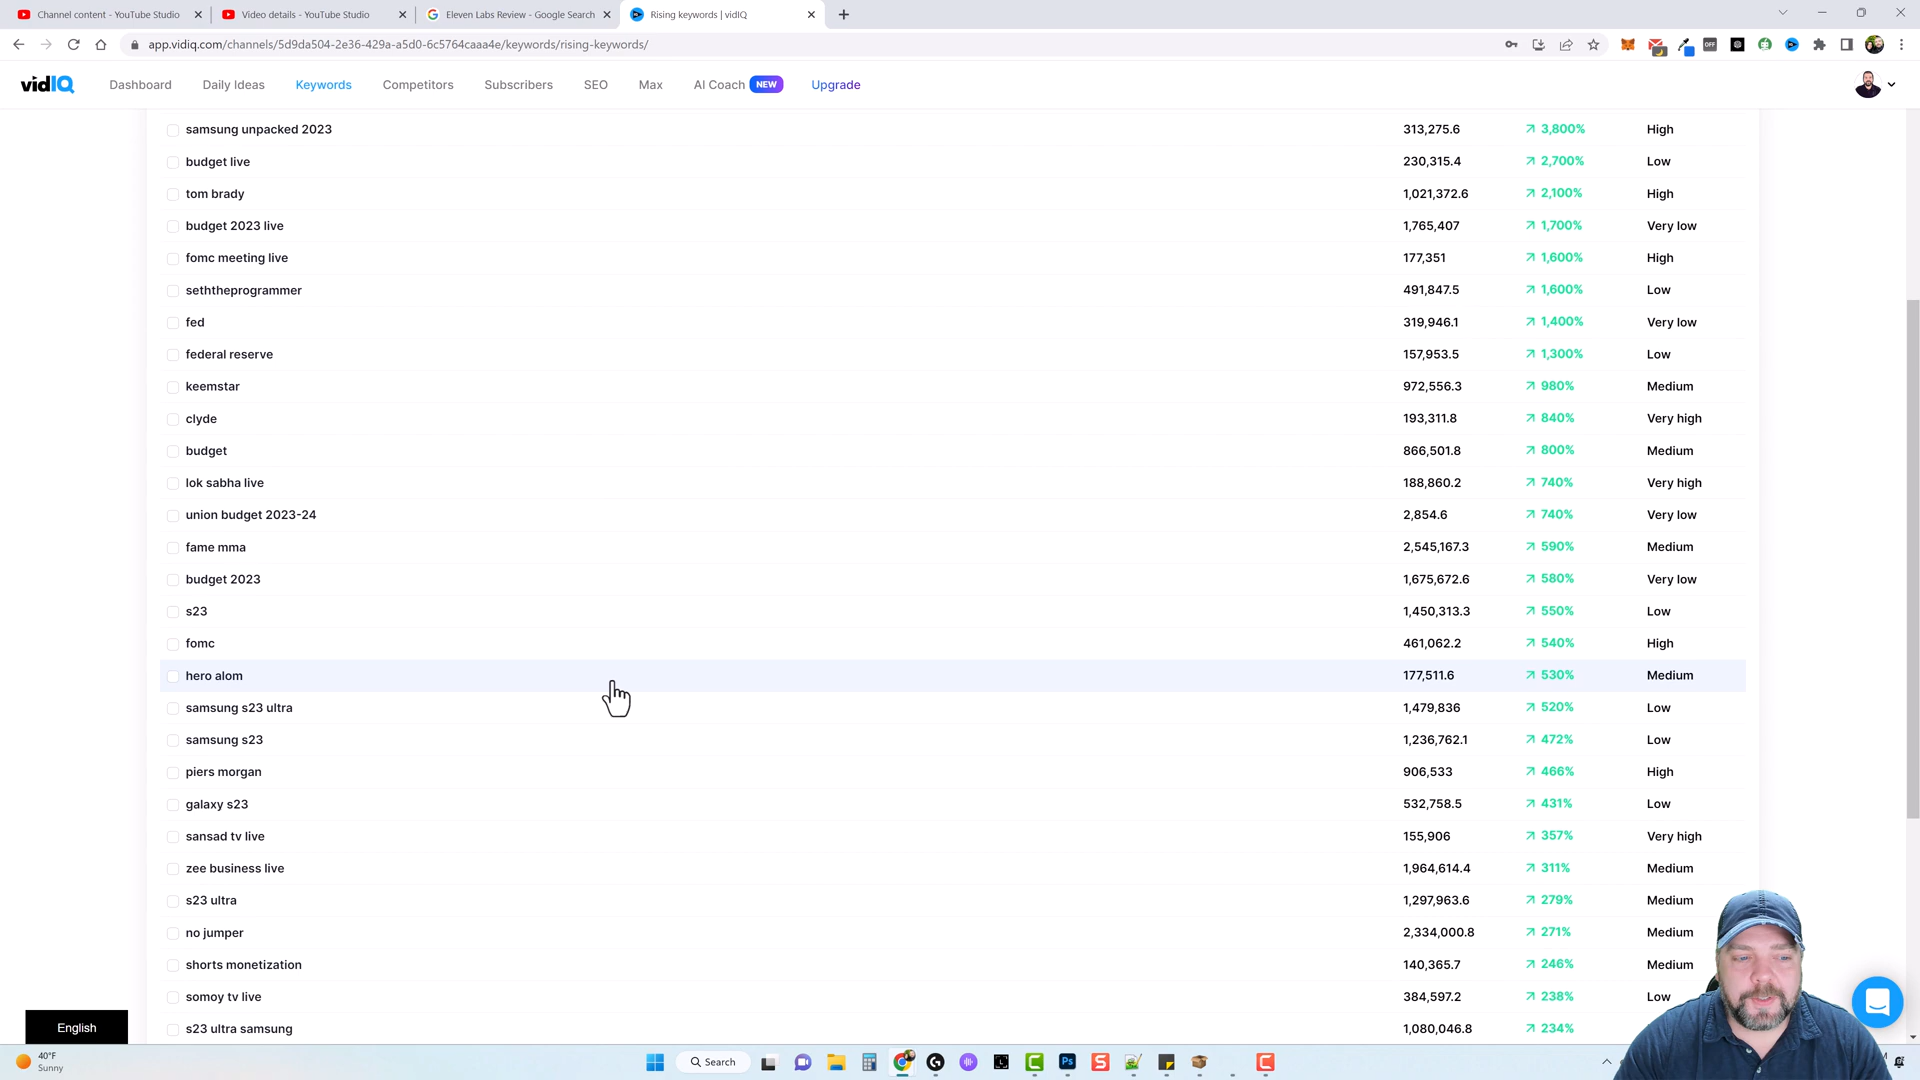 Channel content - YouTube Studio
Video details - YouTube Studio
Eleven Labs Review - Google Search
Rising keywords | vidIQ
app.vidiq.com/channels/5d9da504-2e36-429a-a5d0-6c5764caaa4e/keywords/rising-keywords/
vidIQ Dashboard Daily Ideas Keywords Competitors Subscribers SEO Max AI Coach NEW Upgrade
samsung unpacked 2023 313,275.6 3,800% High
budget live 230,315.4 2,700% Low
tom brady 1,021,372.6 2,100% High
budget 2023 live 1,765,407 1,700% Very low
fomc meeting live 177,351 1,600% High
seththeprogrammer 491,847.5 1,600% Low
fed 319,946.1 1,400% Very low
federal reserve 157,953.5 1,300% Low
keemstar 972,556.3 980% Medium
clyde 193,311.8 840% Very high
budget 866,501.8 800% Medium
lok sabha live 188,860.2 740% Very high
union budget 2023-24 2,854.6 740% Very low
fame mma 2,545,167.3 590% Medium
budget 2023 1,675,672.6 580% Very low
s23 1,450,313.3 550% Low
fomc 461,062.2 540% High
hero alom 177,511.6 530% Medium
samsung s23 ultra 1,479,836 520% Low
samsung s23 1,236,762.1 472% Low
piers morgan 906,533 466% High
galaxy s23 532,758.5 431% Low
sansad tv live 155,906 357% Very high
zee business live 1,964,614.4 311% Medium
s23 ultra 1,297,963.6 279% Medium
no jumper 2,334,000.8 271% Medium
shorts monetization 140,365.7 246% Medium
somoy tv live 384,597.2 238% Low
s23 ultra samsung 1,080,046.8 234%
English
40°F
Sunny
Search